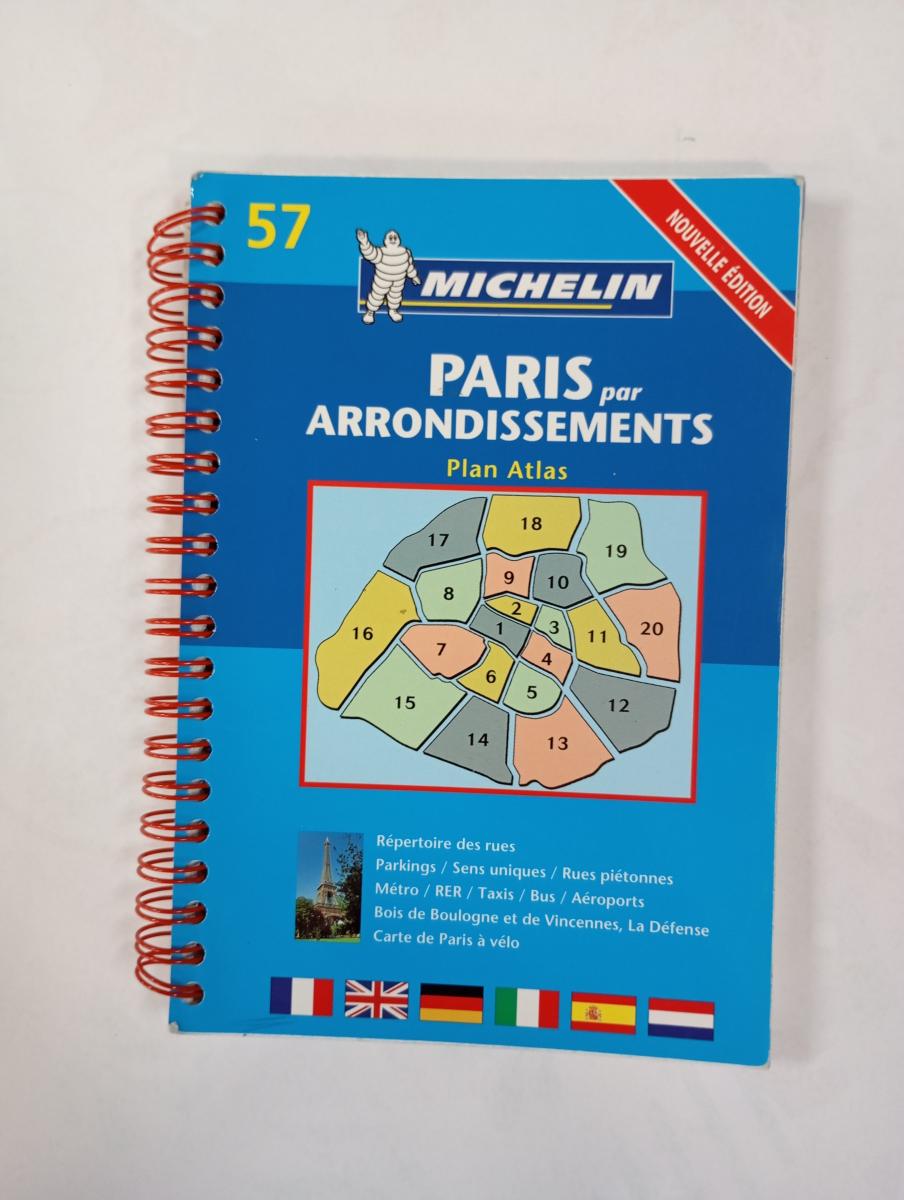 57
MICHELIN
NOUVELLE ÉDITION
PARIS par
ARRONDISSEMENTS
Plan Atlas
18
17
19
9
10
8
2
1
3
11
20
16
7
4
6
5
15
12
14
13
Répertoire des rues
Parkings / Sens uniques / Rues piétonnes
Métro / RER / Taxis / Bus / Aéroports
Bois de Boulogne et de Vincennes, La Défense
Carte de Paris à vélo